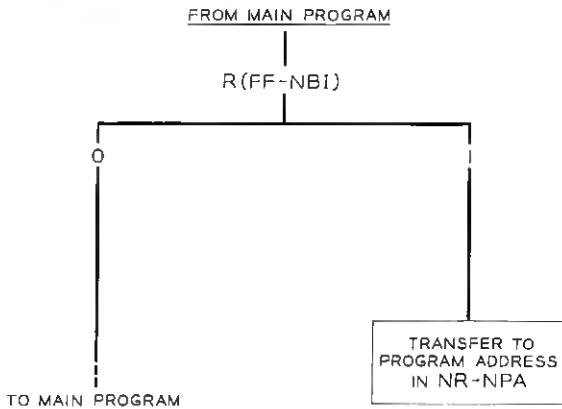 FROM MAIN PROGRAM
R(FF-NBI)
0
1
TRANSFER TO
PROGRAM ADDRESS
IN NR-NPA
TO MAIN PROGRAM